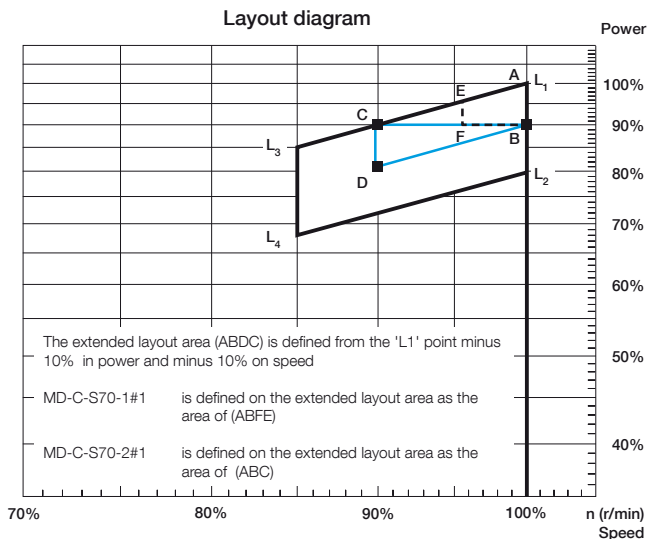 Layout diagram
Power
A
L1
100%
E
C
90%
F
B
L3
D
80%
L2
70%
L4
60%
The extended layout area (ABDC) is defined from the 'L1' point minus
10% in power and minus 10% on speed
50%
MD-C-S70-1#1 is defined on the extended layout area as the
area of (ABFE)
MD-C-S70-2#1 is defined on the extended layout area as the
area of (ABC)
40%
70% 80% 90% 100% n (r/min)
Speed